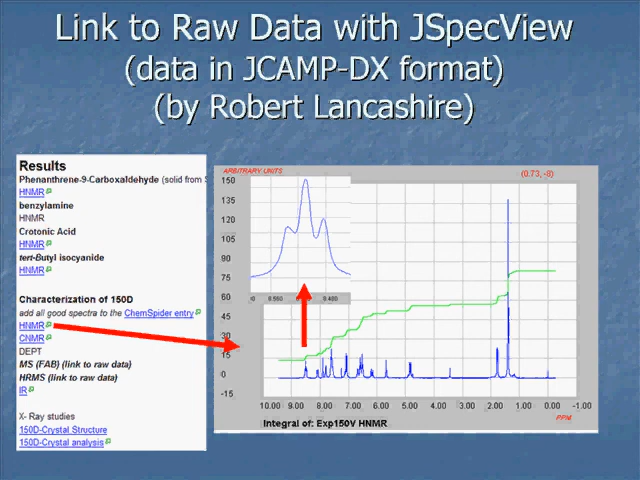 Link to Raw Data with JSpecView
(data in JCAMP-DX format)
(by Robert Lancashire)
Results
Phenanthrene-9-Carboxaldehyde (solid from S
HNMR
benzylamine
HNMR
Crotonic Acid
HNMR
tert-Butyl isocyanide
HNMR
Characterization of 150D
add all good spectra to the ChemSpider entry
HNMR
CNMR
DEPT
MS (FAB) (link to raw data)
HRMS (link to raw data)
IR
X- Ray studies
150D-Crystal Structure
150D-Crystal analysis
ARBITRARY UNITS
(0.73, -8)
150
135
120
105
90
75
60
45
30
15
0
-15
10.00 9.00 8.00 7.00 6.00 5.00 4.00 3.00 2.00 1.00 0.00 -1.00
PPM
Integral of: Exp150V HNMR